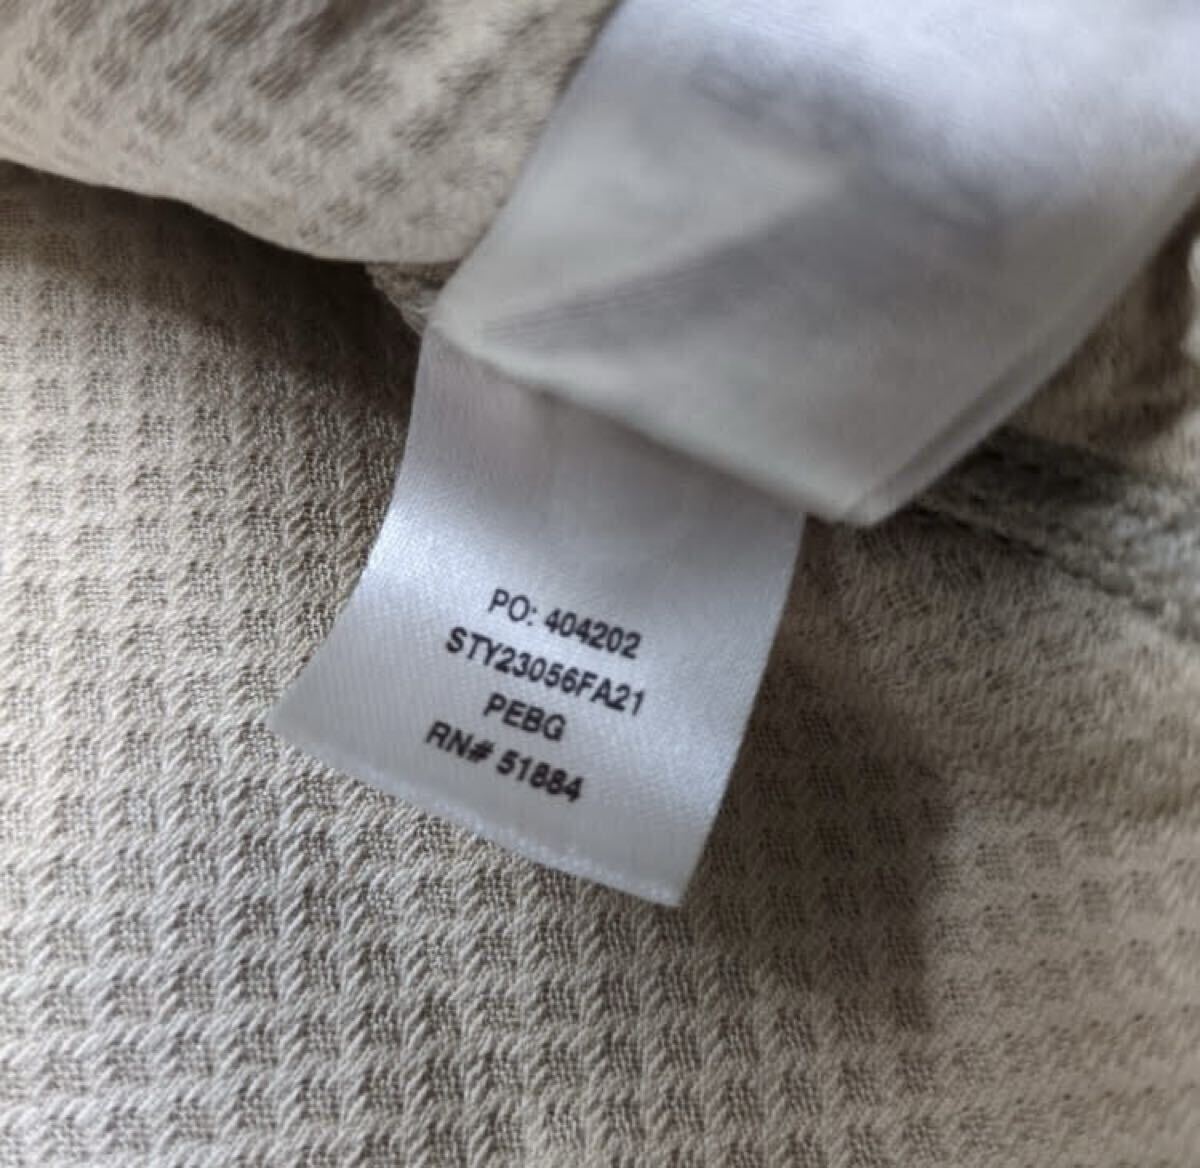 PO: 404202
STY23056FA21
PEBG
RN# 51884